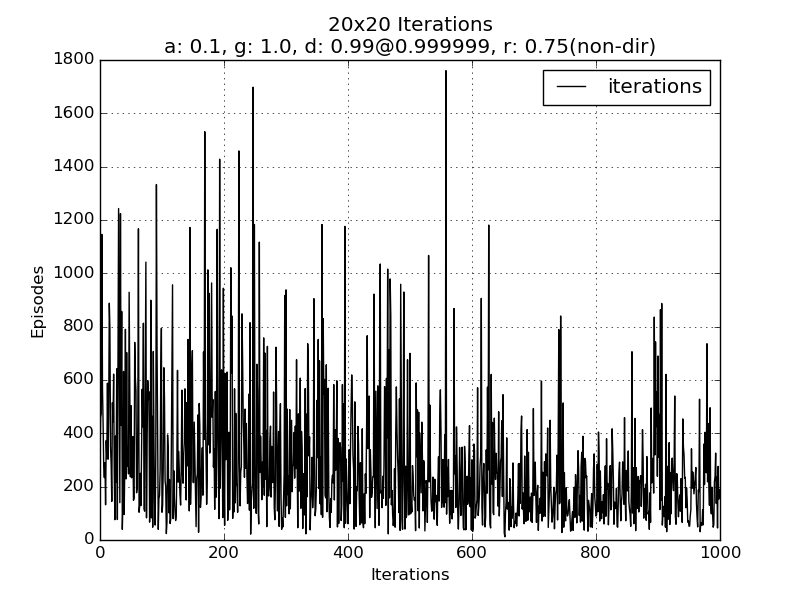 20x20 Iterations
a: 0.1, g: 1.0, d: 0.99@0.999999, r: 0.75(non-dir)
iterations
1800
1600
1400
1200
1000
800
600
400
200
0
Episodes
0 200 400 600 800 1000
Iterations